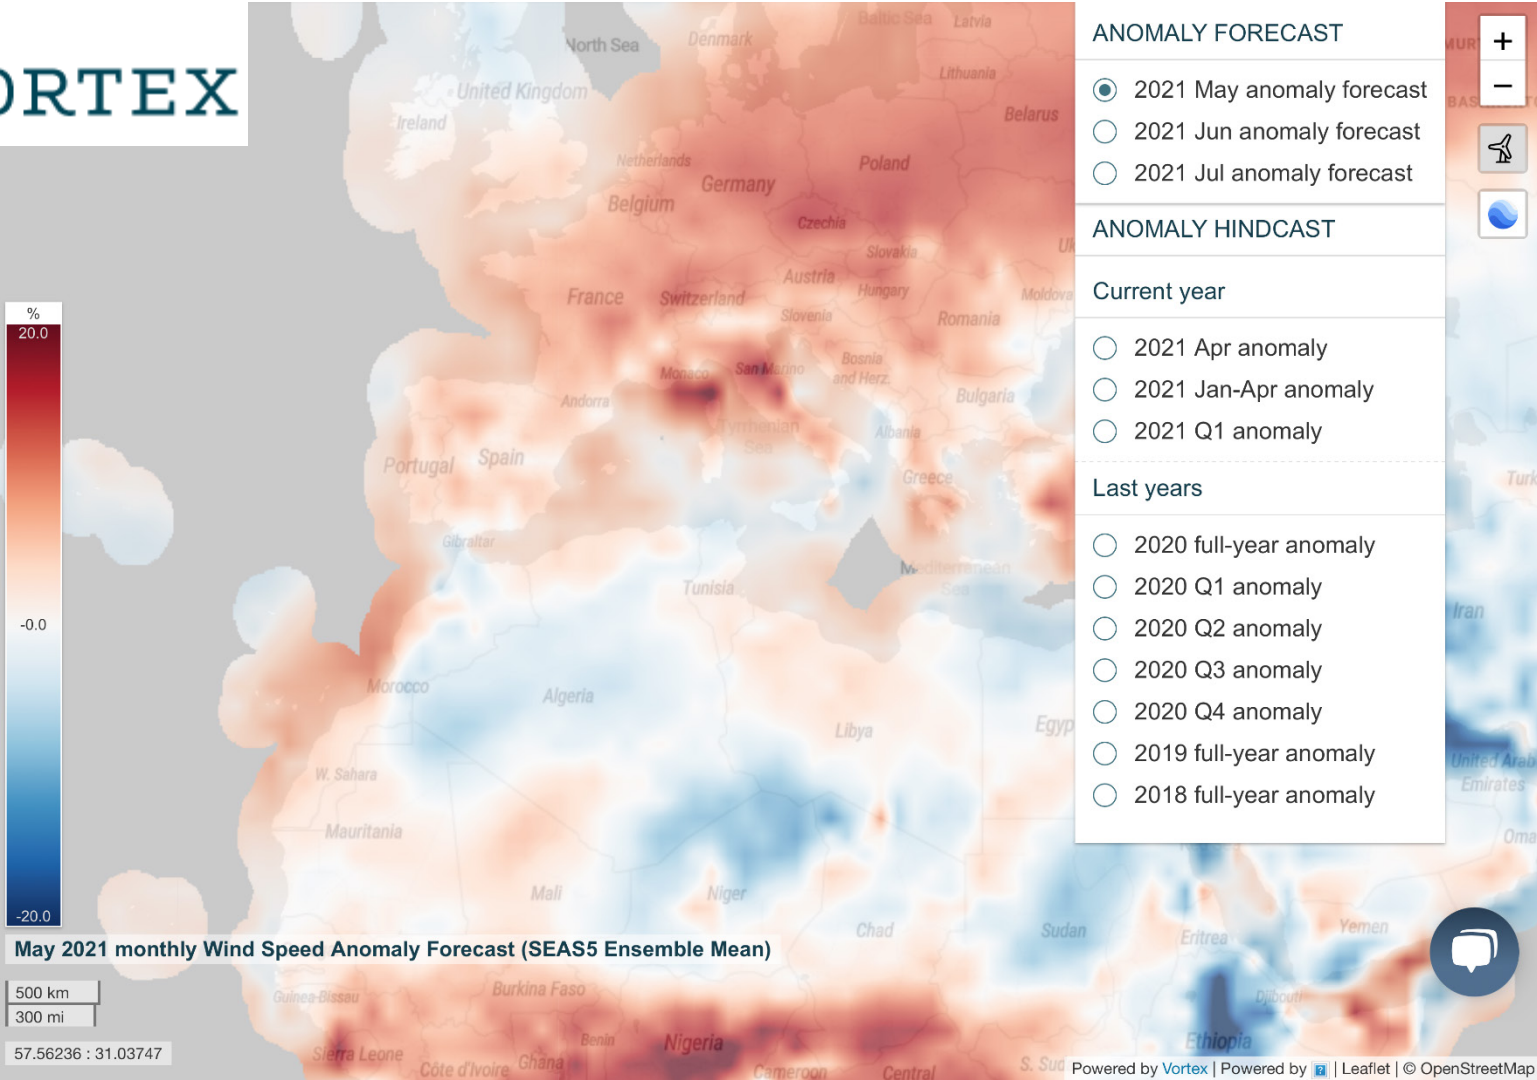 ORTEX
ANOMALY FORECAST
2021 May anomaly forecast
2021 Jun anomaly forecast
2021 Jul anomaly forecast
ANOMALY HINDCAST
Current year
2021 Apr anomaly
2021 Jan-Apr anomaly
2021 Q1 anomaly
Last years
2020 full-year anomaly
2020 Q1 anomaly
2020 Q2 anomaly
2020 Q3 anomaly
2020 Q4 anomaly
2019 full-year anomaly
2018 full-year anomaly
+
−
Baltic Sea
Latvia
North Sea
Denmark
Lithuania
United Kingdom
Ireland
Belarus
Netherlands
Poland
Germany
Belgium
Czechia
Slovakia
Austria
Hungary
France
Switzerland
Moldova
Slovenia
Romania
Monaco
San Marino
Bosnia
and Herz.
Andorra
Bulgaria
Tyrrhenian
Sea
Albania
Portugal
Spain
Greece
Gibraltar
Mediterranean
Sea
Tunisia
Iran
Morocco
Algeria
Libya
Egyp
W. Sahara
United Arab
Emirates
Mauritania
Oma
Mali
Niger
Chad
Sudan
Eritrea
Yemen
Guinea-Bissau
Burkina Faso
Djibouti
Sierra Leone
Côte d'Ivoire
Ghana
Benin
Nigeria
Cameroon
Central
S. Sud
Ethiopia
%
20.0
-0.0
-20.0
May 2021 monthly Wind Speed Anomaly Forecast (SEAS5 Ensemble Mean)
500 km
300 mi
57.56236 : 31.03747
Powered by Vortex | Powered by | Leaflet | © OpenStreetMap